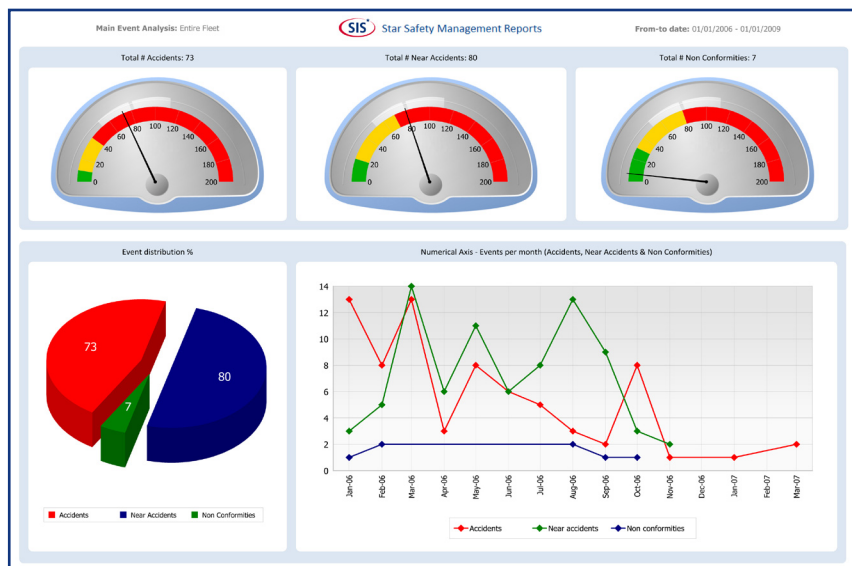 Main Event Analysis: Entire Fleet
SIS Star Safety Management Reports
From-to date: 01/01/2006 - 01/01/2009
Total # Accidents: 73
0 20 40 60 80 100 120 140 160 180 200
Total # Near Accidents: 80
0 20 40 60 80 100 120 140 160 180 200
Total # Non Conformities: 7
0 20 40 60 80 100 120 140 160 180 200
Event distribution %
73
80
7
Accidents Near Accidents Non Conformities
Numerical Axis - Events per month (Accidents, Near Accidents & Non Conformities)
14
12
10
8
6
4
2
0
Jan-06 Feb-06 Mar-06 Apr-06 May-06 Jun-06 Jul-06 Aug-06 Sep-06 Oct-06 Nov-06 Dec-06 Jan-07 Feb-07 Mar-07
Accidents Near accidents Non conformities